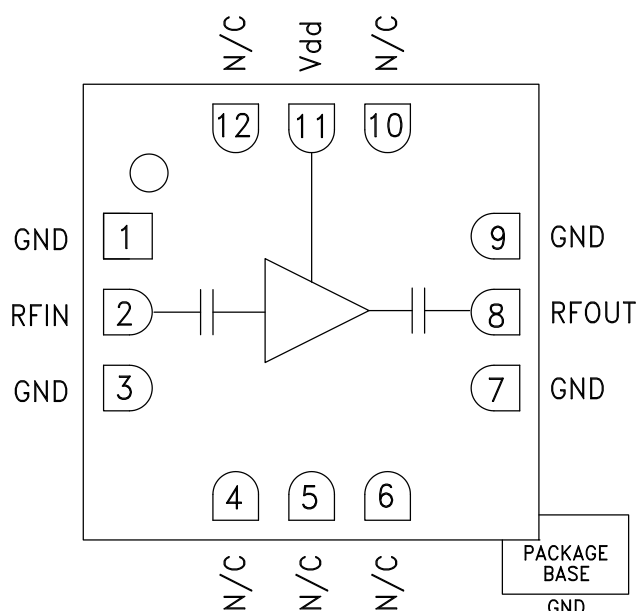 N/C Vdd N/C
12 11 10
GND 1 9 GND
RFIN 2 8 RFOUT
GND 3 7 GND
4 5 6
N/C N/C N/C
PACKAGE
BASE
GND